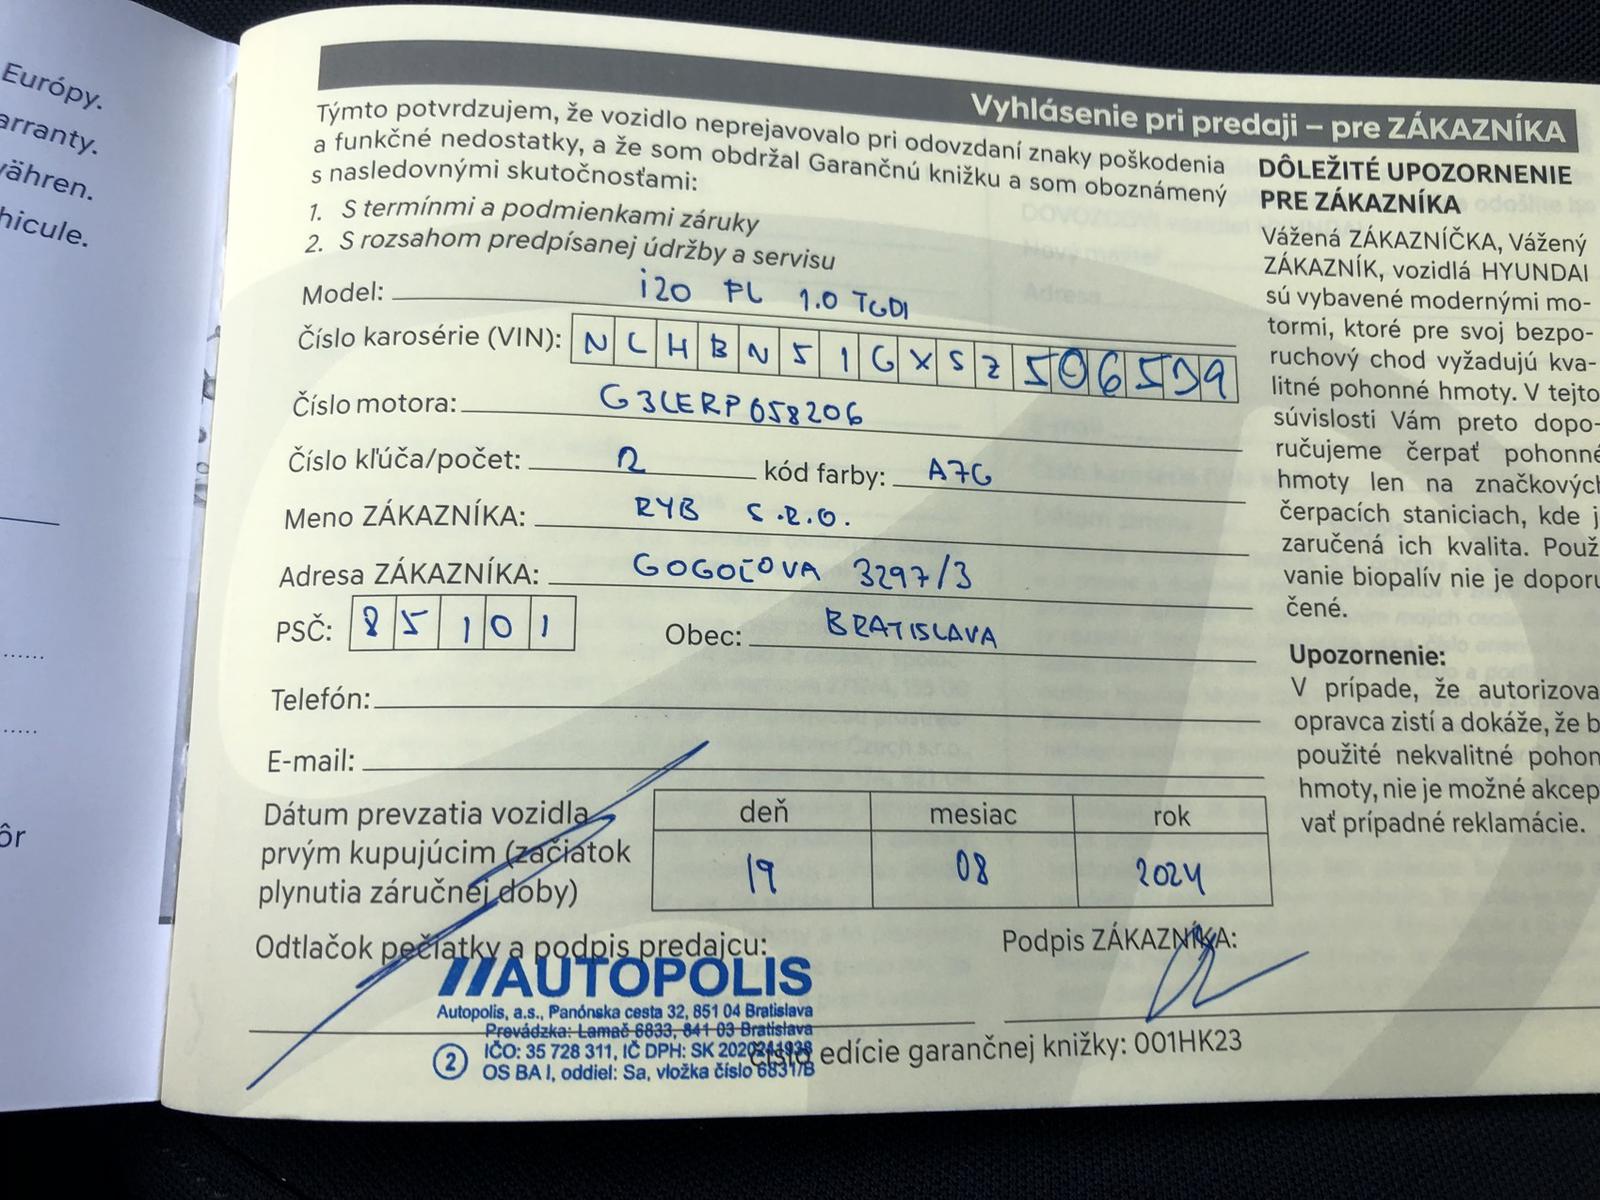 Európy.
arranty.
währen.
hicule.
ôr
Vyhlásenie pri predaji – pre ZÁKAZNÍKA
Týmto potvrdzujem, že vozidlo neprejavovalo pri odovzdaní znaky poškodenia
a funkčné nedostatky, a že som obdržal Garančnú knižku a som oboznámený
s nasledovnými skutočnosťami:
1. S termínmi a podmienkami záruky
2. S rozsahom predpísanej údržby a servisu
Model: i20 FL 1.0 TGDI
Číslo karosérie (VIN): NLHBN51GXSZ506539
Číslo motora: G3LERP058206
Číslo kľúča/počet: 2 kód farby: A7G
Meno ZÁKAZNÍKA: RYB S.R.O.
Adresa ZÁKAZNÍKA: GOGOĽOVA 3297/3
PSČ: 85101 Obec: BRATISLAVA
Telefón:
E-mail:
Dátum prevzatia vozidla
prvým kupujúcim (začiatok
plynutia záručnej doby)
deň mesiac rok
19 08 2024
Odtlačok pečiatky a podpis predajcu:
Podpis ZÁKAZNÍKA:
//AUTOPOLIS
Autopolis, a.s., Panónska cesta 32, 851 04 Bratislava
Prevádzka: Lamač 6833, 841 03 Bratislava
2 IČO: 35 728 311, IČ DPH: SK 2020241938
OS BA I, oddiel: Sa, vložka číslo 6831/B
Číslo edície garančnej knižky: 001HK23
DÔLEŽITÉ UPOZORNENIE
PRE ZÁKAZNÍKA
Vážená ZÁKAZNÍČKA, Vážený
ZÁKAZNÍK, vozidlá HYUNDAI
sú vybavené modernými mo-
tormi, ktoré pre svoj bezpo-
ruchový chod vyžadujú kva-
litné pohonné hmoty. V tejto
súvislosti Vám preto dopo-
ručujeme čerpať pohonné
hmoty len na značkových
čerpacích staniciach, kde j
zaručená ich kvalita. Použ
vanie biopalív nie je doporu
čené.
Upozornenie:
V prípade, že autorizova
opravca zistí a dokáže, že b
použité nekvalitné pohon
hmoty, nie je možné akcep
vať prípadné reklamácie.